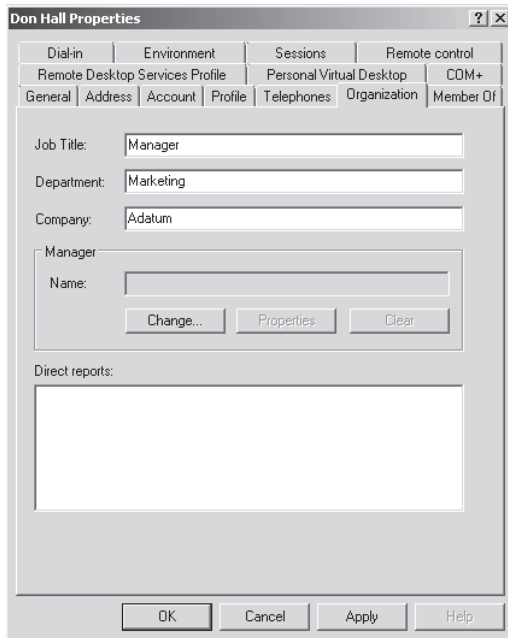 Don Hall Properties
Dial-in Environment Sessions Remote control
Remote Desktop Services Profile Personal Virtual Desktop COM+
General Address Account Profile Telephones Organization Member Of
Job Title: Manager
Department: Marketing
Company: Adatum
Manager
Name:
Change... Properties Clear
Direct reports:
OK Cancel Apply Help